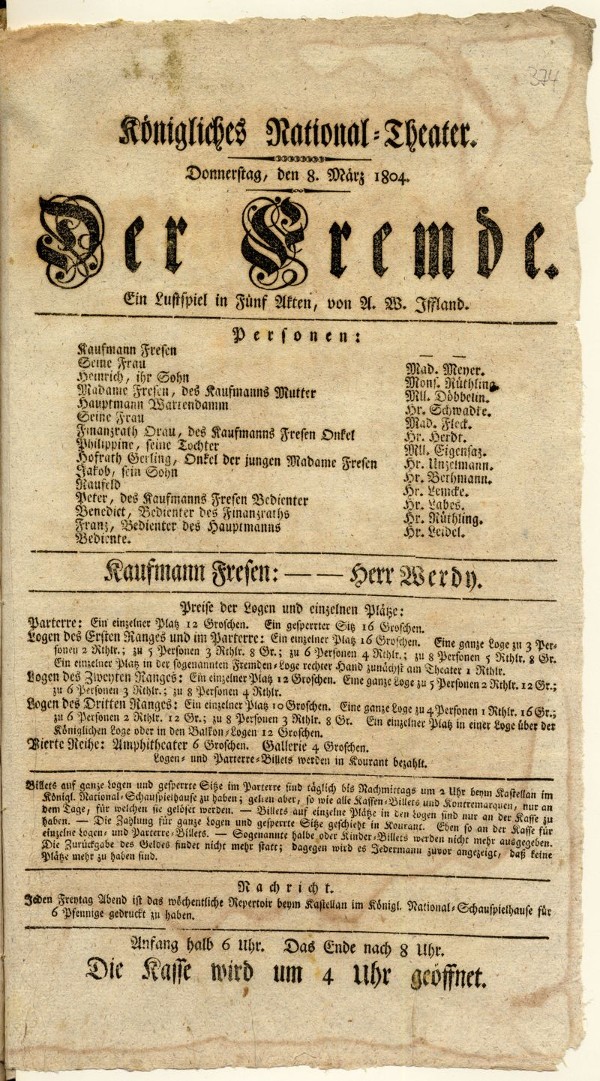 374
Königliches National-Theater.
Donnerstag, den 8. März 1804.
Der Fremde.
Ein Lustspiel in Fünf Akten, von A. W. Iffland.
Personen:
Kaufmann Fresen — —
Seine Frau Mad. Meyer.
Heinrich, ihr Sohn Mons. Rüthling.
Madame Fresen, des Kaufmanns Mutter Mll. Döbbelin.
Hauptmann Wartendamm Hr. Schwadke.
Seine Frau Mad. Fleck.
Finanzrath Orau, des Kaufmanns Fresen Onkel Hr. Herdt.
Philippine, seine Tochter Mll. Eigensaz.
Hofrath Gerling, Onkel der jungen Madame Fresen Hr. Unzelmann.
Jakob, sein Sohn Hr. Bethmann.
Raufeld Hr. Lemcke.
Peter, des Kaufmanns Fresen Bedienter Hr. Labes.
Benedict, Bedienter des Finanzraths Hr. Rüthling.
Franz, Bedienter des Hauptmanns Hr. Leidel.
Bediente.
Kaufmann Fresen: — — Herr Werdy.
Preise der Logen und einzelnen Plätze:
Parterre: Ein einzelner Platz 12 Groschen. Ein gesperrter Sitz 16 Groschen.
Logen des Ersten Ranges und im Parterre: Ein einzelner Platz 16 Groschen. Eine ganze Loge zu 3 Per-
sonen 2 Rthlr.; zu 5 Personen 3 Rthlr. 8 Gr.; zu 6 Personen 4 Rthlr.; zu 8 Personen 5 Rthlr. 8 Gr.
Ein einzelner Platz in der sogenannten Fremden-Loge rechter Hand zunächst am Theater 1 Rthlr.
Logen des Zweyten Ranges: Ein einzelner Platz 12 Groschen. Eine ganze Loge zu 5 Personen 2 Rthlr. 12 Gr.;
zu 6 Personen 3 Rthlr.; zu 8 Personen 4 Rthlr.
Logen des Dritten Ranges: Ein einzelner Platz 10 Groschen. Eine ganze Loge zu 4 Personen 1 Rthlr. 16 Gr.;
zu 6 Personen 2 Rthlr. 12 Gr.; zu 8 Personen 3 Rthlr. 8 Gr. Ein einzelner Platz in einer Loge über der
Königlichen Loge oder in den Balkon-Logen 12 Groschen.
Vierte Reihe: Amphitheater 6 Groschen. Gallerie 4 Groschen.
Logen- und Parterre-Billets werden in Kourant bezahlt.
Billets auf ganze Logen und gesperrte Sitze im Parterre sind täglich bis Nachmittags um 2 Uhr beym Kastellan im
Königl. National-Schauspielhause zu haben; gelten aber, so wie alle Kassen-Billets und Kontremarquen, nur an
dem Tage, für welchen sie gelöset werden. — Billets auf einzelne Plätze in den Logen sind nur an der Kasse zu
haben. — Die Zahlung für ganze Logen und gesperrte Sitze geschieht in Kourant. Eben so an der Kasse für
einzelne Logen- und Parterre-Billets. — Sogenannte halbe oder Kinder-Billets werden nicht mehr ausgegeben.
Die Zurückgabe des Geldes findet nicht mehr statt; dagegen wird es Jedermann zuvor angezeigt, daß keine
Plätze mehr zu haben sind.
Nachricht.
Jeden Freytag Abend ist das wöchentliche Repertoir beym Kastellan im Königl. National-Schauspielhause für
6 Pfennige gedruckt zu haben.
Anfang halb 6 Uhr. Das Ende nach 8 Uhr.
Die Kasse wird um 4 Uhr geöffnet.